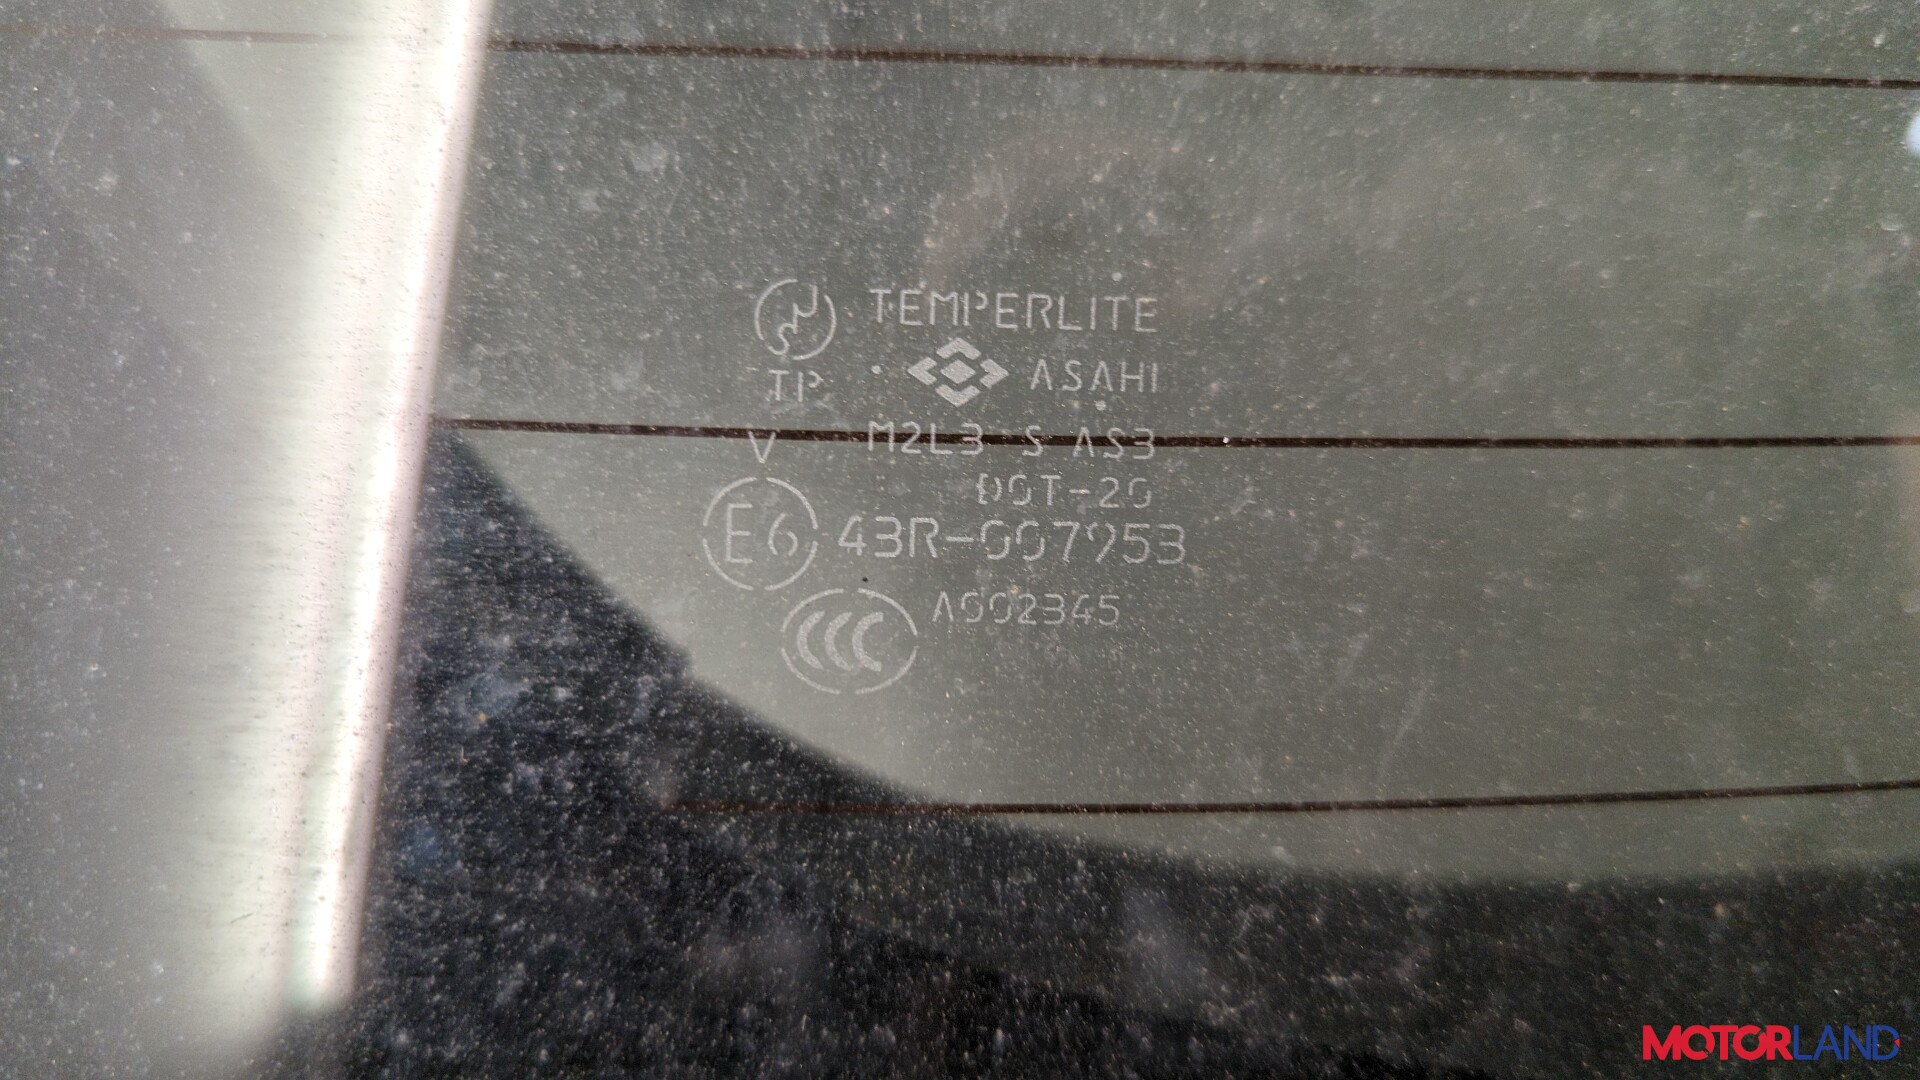 TEMPERLITE
TP
ASAHI
V
M2L3 S AS3
DOT-20
E6
43R-007953
CCC
A002345
MOTORLAND